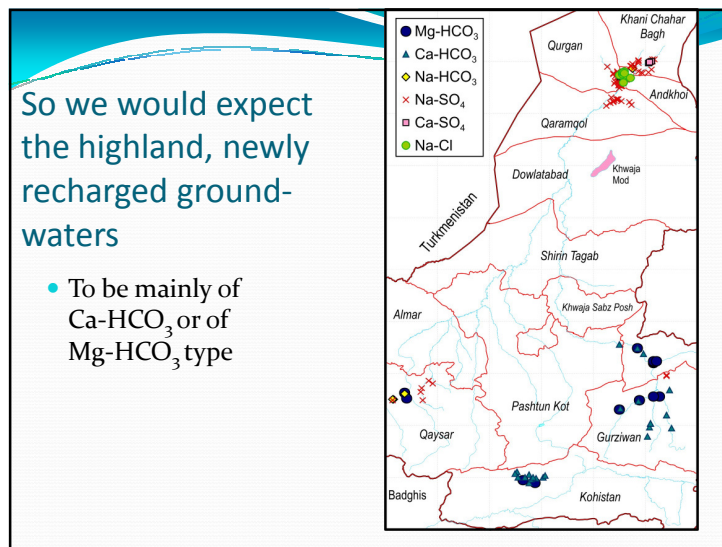 So we would expect
the highland, newly
recharged ground-
waters
• To be mainly of
Ca-HCO₃ or of
Mg-HCO₃ type
Mg-HCO₃
Ca-HCO₃
Na-HCO₃
Na-SO₄
Ca-SO₄
Na-Cl
Khani Chahar
Bagh
Qurgan
Andkhoi
Qaramqol
Khwaja
Mod
Dowlatabad
Turkmenistan
Shirin Tagab
Khwaja Sabz Posh
Almar
Pashtun Kot
Qaysar
Gurziwan
Badghis
Kohistan